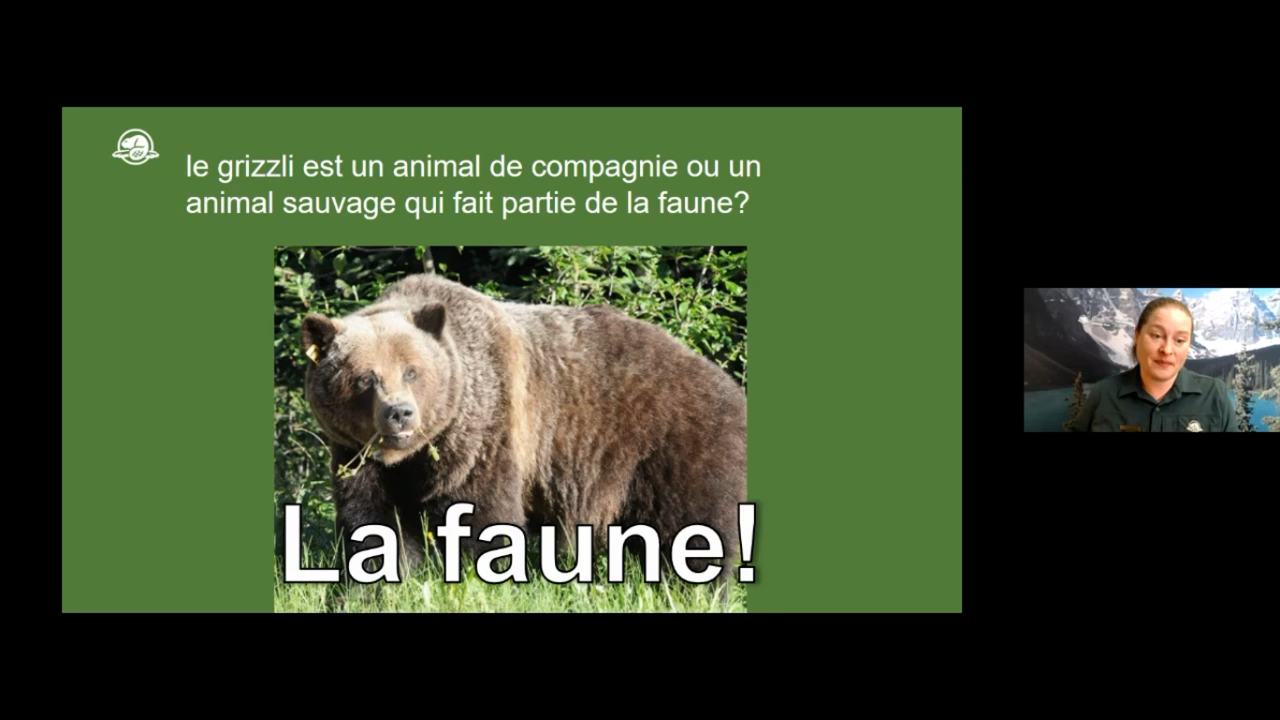 le grizzli est un animal de compagnie ou un
animal sauvage qui fait partie de la faune?
La faune!